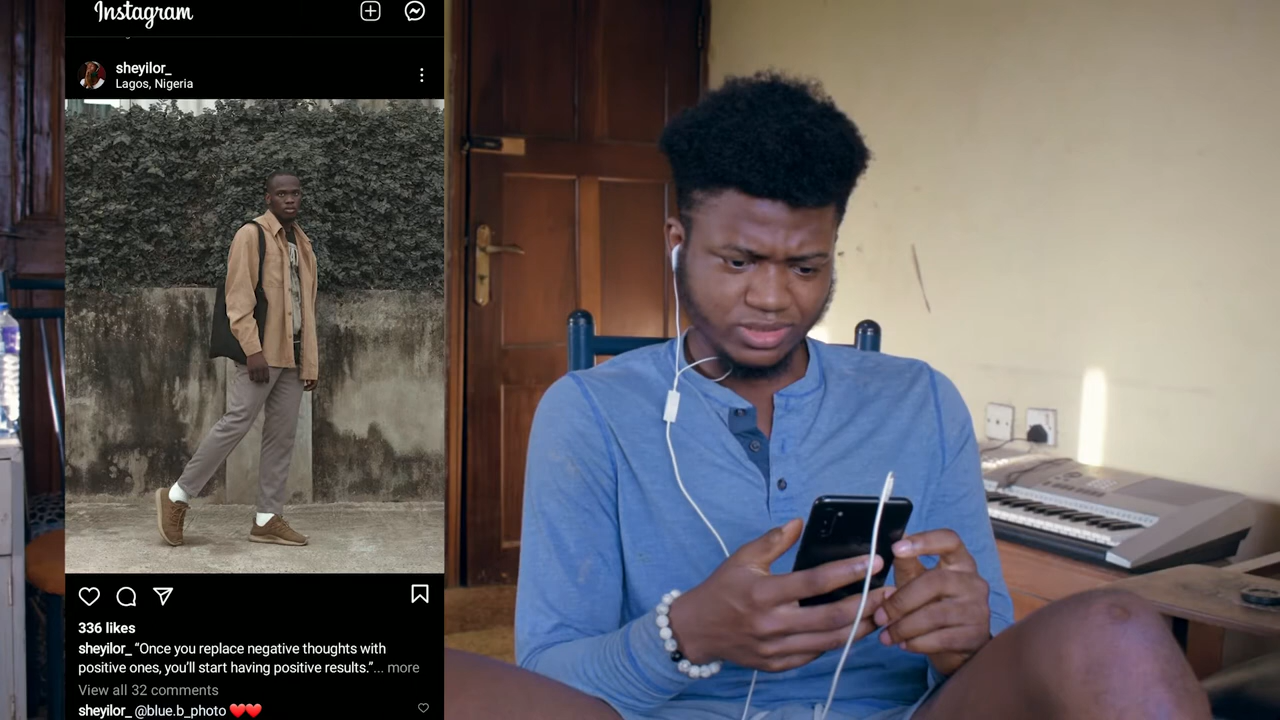 Instagram
sheyilor_
Lagos, Nigeria
336 likes
sheyilor_ “Once you replace negative thoughts with
positive ones, you’ll start having positive results.”... more
View all 32 comments
sheyilor_ @blue.b_photo ❤️❤️